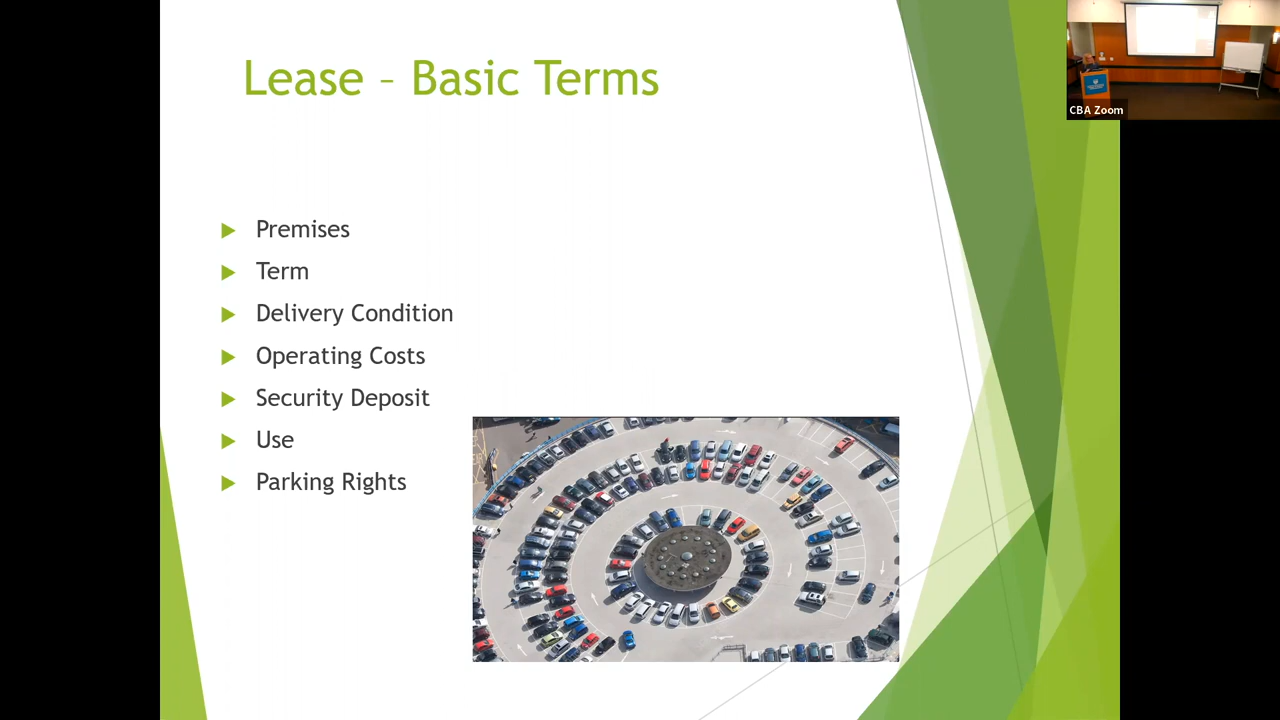 Lease – Basic Terms
Premises
Term
Delivery Condition
Operating Costs
Security Deposit
Use
Parking Rights
CBA Zoom